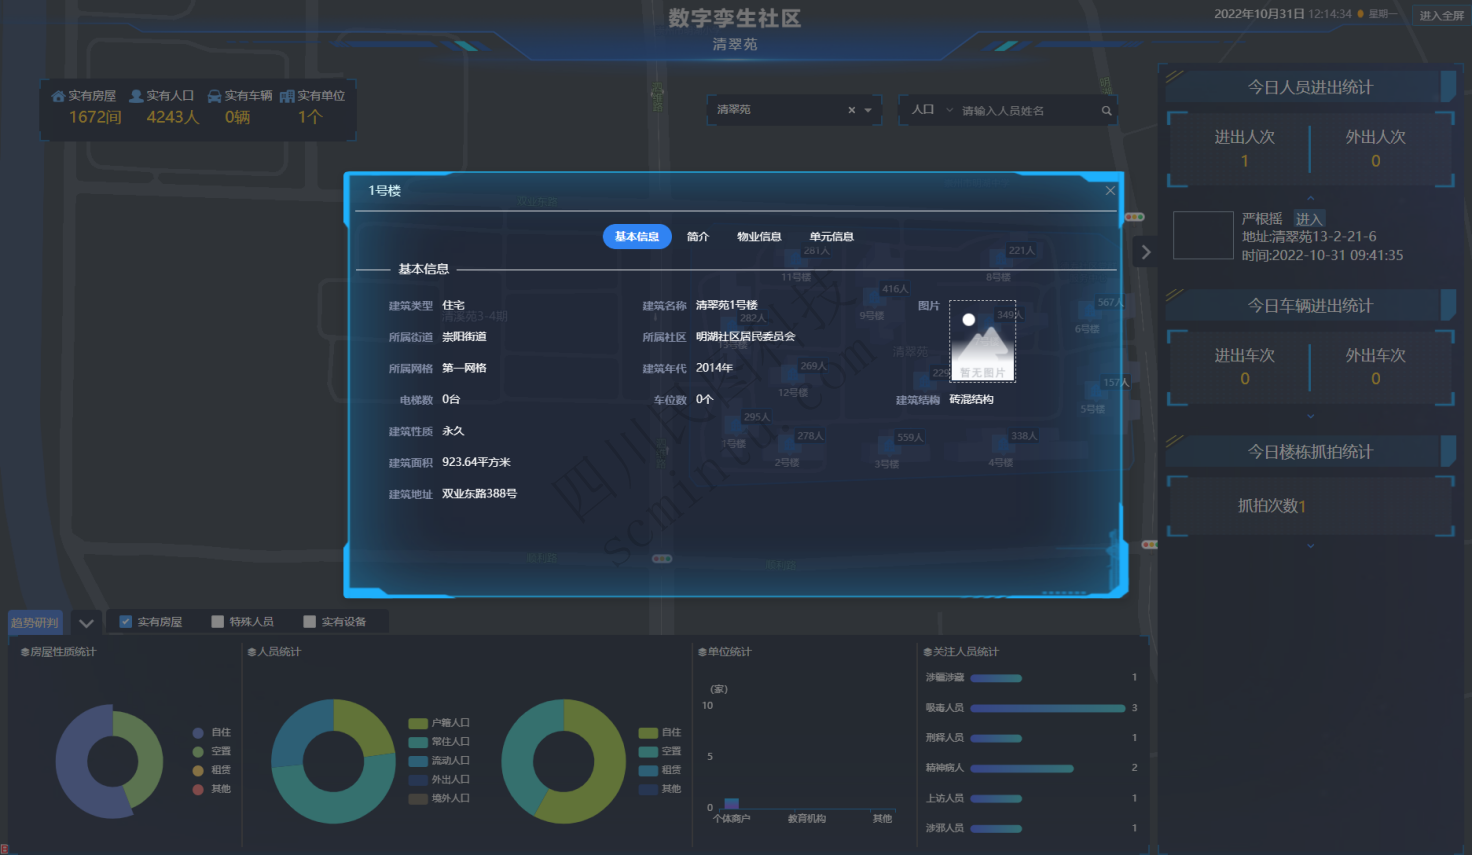 数字孪生社区
清翠苑
2022年10月31日 12:14:34 星期一
进入全屏
实有房屋 实有人口 实有车辆 实有单位
1672间 4243人 0辆 1个
清翠苑
人口 请输入人员姓名
1号楼
基本信息 简介 物业信息 单元信息
基本信息
建筑类型 住宅 建筑名称 清翠苑1号楼 图片
所属街道 崇阳街道 所属社区 明湖社区居民委员会
所属网格 第一网格 建筑年代 2014年
暂无图片
电梯数 0台 车位数 0个 建筑结构 砖混结构
建筑性质 永久
建筑面积 923.64平方米
建筑地址 双业东路388号
双业东路
281人
11号楼
221人
8号楼
416人
9号楼
282人
349人
567人
6号楼
清溪苑3-4期
清翠苑
269人
12号楼
229
157人
5号楼
295人
1号楼
278人
2号楼
559人
3号楼
338人
4号楼
顺利路
顺利路
scmintu.com
今日人员进出统计
进出人次 外出人次
1 0
严根摇 进入
地址:清翠苑13-2-21-6
时间:2022-10-31 09:41:35
今日车辆进出统计
进出车次 外出车次
0 0
今日楼栋抓拍统计
抓拍次数1
趋势研判 实有房屋 特殊人员 实有设备
房屋性质统计
自住
空置
租赁
其他
人员统计
户籍人口
常住人口
流动人口
外出人口
境外人口
自住
空置
租赁
其他
单位统计
(家)
10
5
0
个体商户 教育机构 其他
关注人员统计
涉疆涉藏 1
吸毒人员 3
刑释人员 1
精神病人 2
上访人员 1
涉邪人员 1